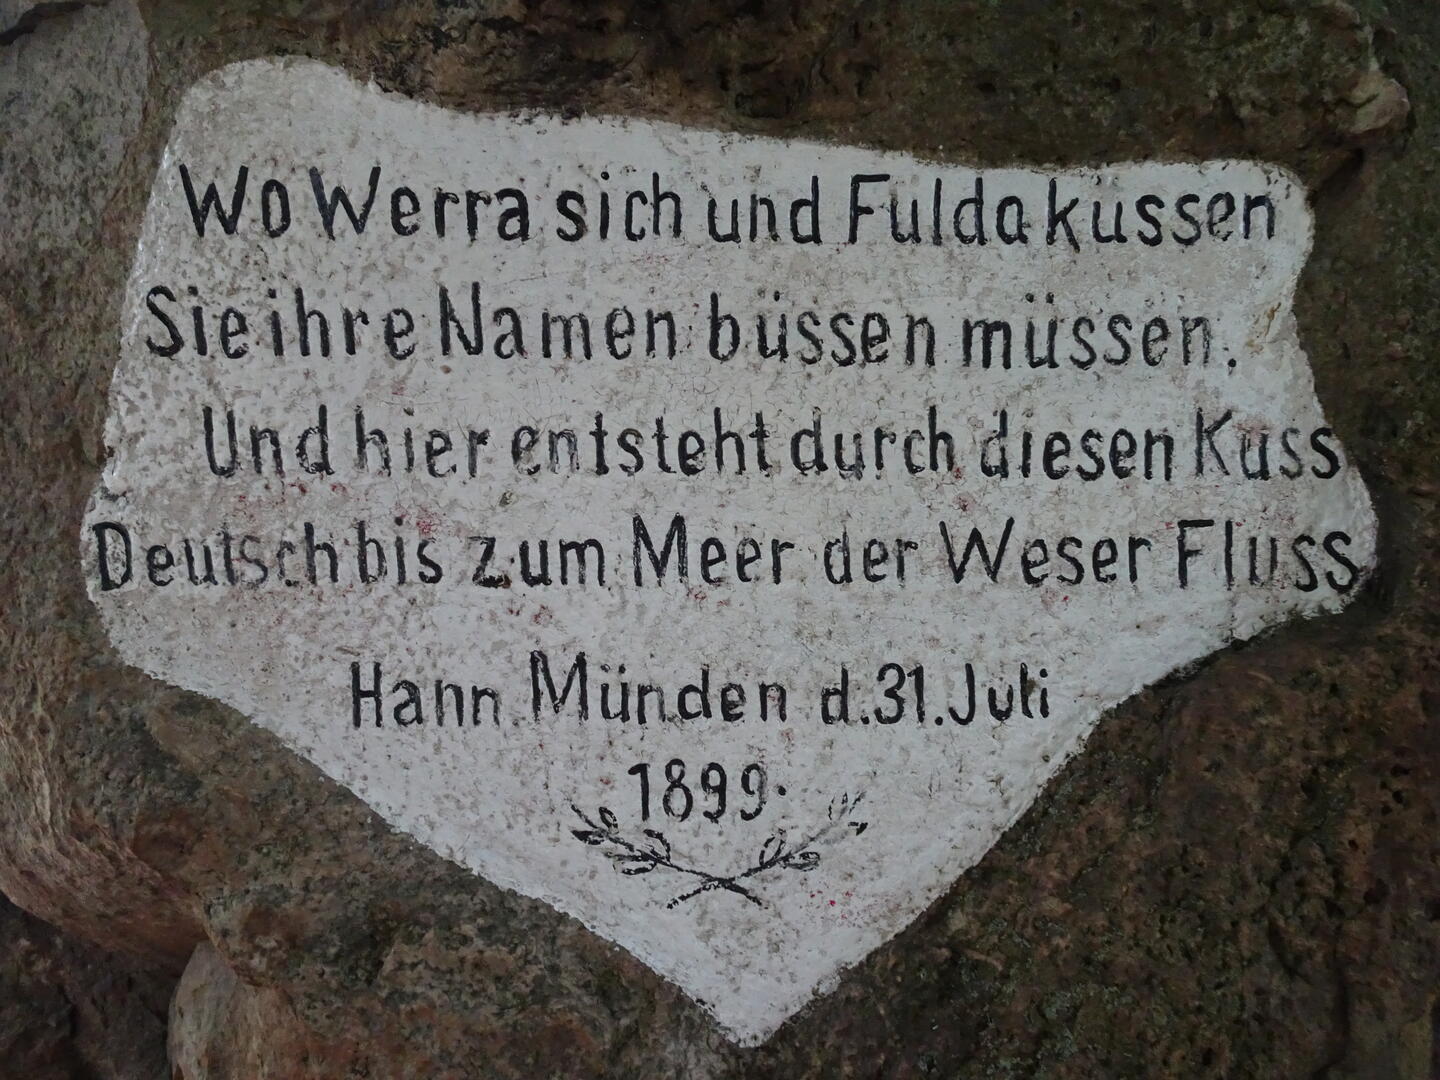 Wo Werra sich und Fulda küssen
Sie ihre Namen büssen müssen.
Und hier entsteht durch diesen Kuss
Deutsch bis zum Meer der Weser Fluss
Hann Münden d. 31. Juli
1899.